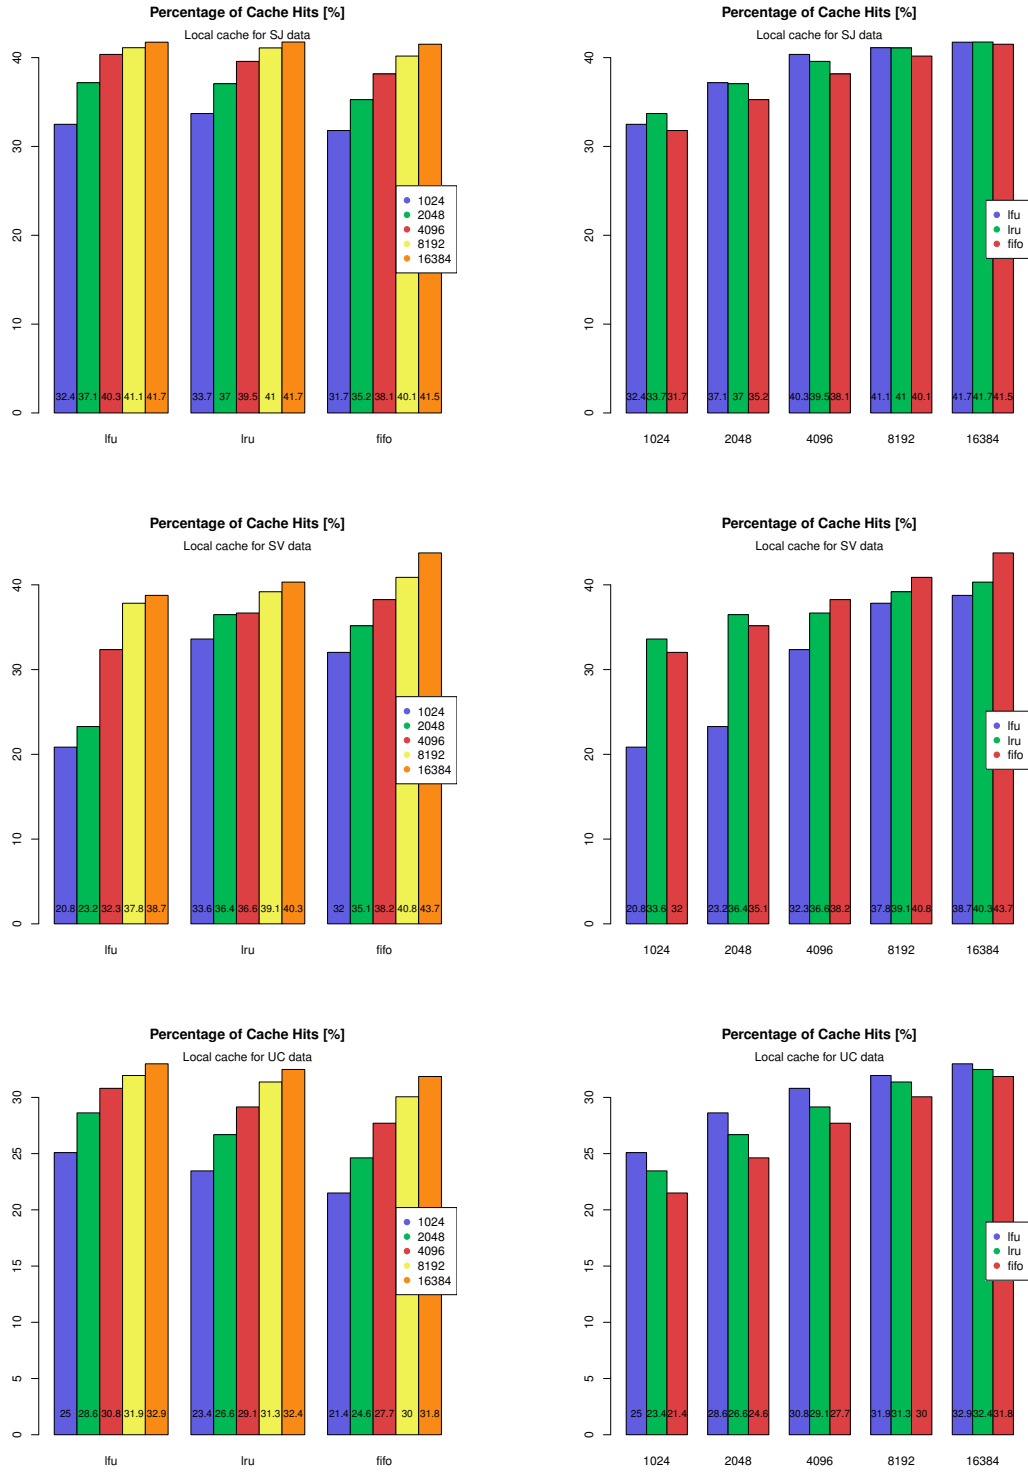 Percentage of Cache Hits [%]
Local cache for SJ data
0 10 20 30 40
32.4 37.1 40.3 41.1 41.7 33.7 37 39.5 41 41.7 31.7 35.2 38.1 40.1 41.5
lfu lru fifo
1024
2048
4096
8192
16384
Percentage of Cache Hits [%]
Local cache for SJ data
0 10 20 30 40
32.4 33.7 31.7 37.1 37 35.2 40.3 39.5 38.1 41.1 41 40.1 41.7 41.7 41.5
1024 2048 4096 8192 16384
lfu
lru
fifo
Percentage of Cache Hits [%]
Local cache for SV data
0 10 20 30 40
20.8 23.2 32.3 37.8 38.7 33.6 36.4 36.6 39.1 40.3 32 35.1 38.2 40.8 43.7
lfu lru fifo
1024
2048
4096
8192
16384
Percentage of Cache Hits [%]
Local cache for SV data
0 10 20 30 40
20.8 33.6 32 23.2 36.4 35.1 32.3 36.6 38.2 37.8 39.1 40.8 38.7 40.3 43.7
1024 2048 4096 8192 16384
lfu
lru
fifo
Percentage of Cache Hits [%]
Local cache for UC data
0 5 10 15 20 25 30
25 28.6 30.8 31.9 32.9 23.4 26.6 29.1 31.3 32.4 21.4 24.6 27.7 30 31.8
lfu lru fifo
1024
2048
4096
8192
16384
Percentage of Cache Hits [%]
Local cache for UC data
0 5 10 15 20 25 30
25 23.4 21.4 28.6 26.6 24.6 30.8 29.1 27.7 31.9 31.3 30 32.9 32.4 31.8
1024 2048 4096 8192 16384
lfu
lru
fifo